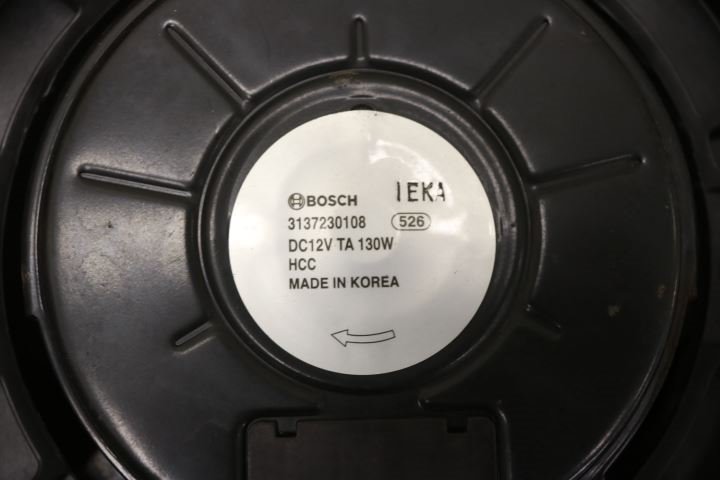 BOSCH IEKA
3137230108 526
DC12V TA 130W
HCC
MADE IN KOREA